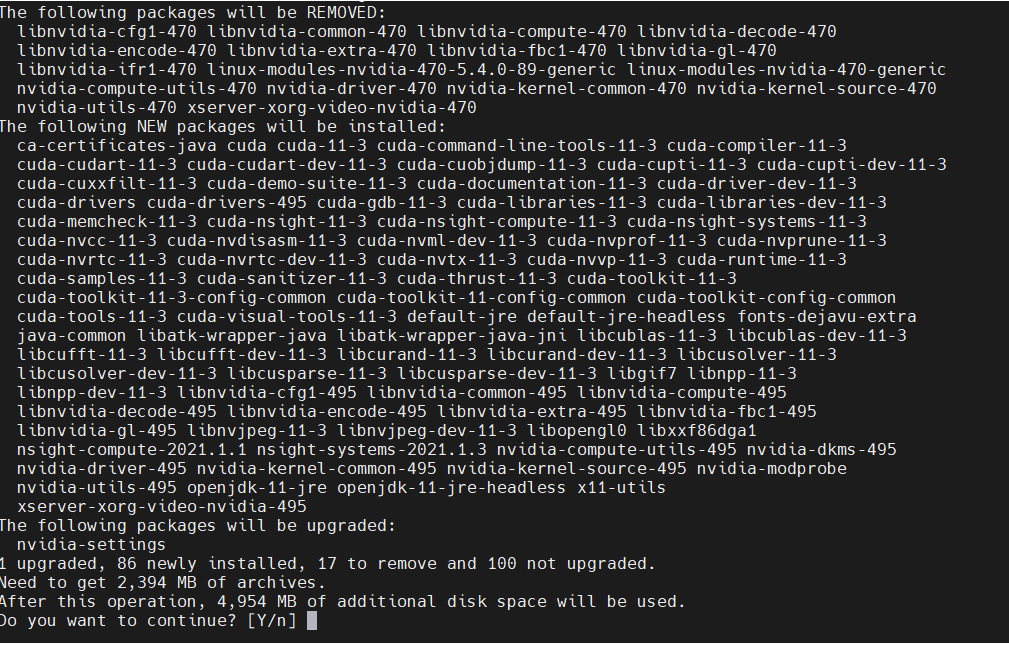 The following packages will be REMOVED:
libnvidia-cfg1-470 libnvidia-common-470 libnvidia-compute-470 libnvidia-decode-470
libnvidia-encode-470 libnvidia-extra-470 libnvidia-fbc1-470 libnvidia-gl-470
libnvidia-ifr1-470 linux-modules-nvidia-470-5.4.0-89-generic linux-modules-nvidia-470-generic
nvidia-compute-utils-470 nvidia-driver-470 nvidia-kernel-common-470 nvidia-kernel-source-470
nvidia-utils-470 xserver-xorg-video-nvidia-470
The following NEW packages will be installed:
ca-certificates-java cuda cuda-11-3 cuda-command-line-tools-11-3 cuda-compiler-11-3
cuda-cudart-11-3 cuda-cudart-dev-11-3 cuda-cuobjdump-11-3 cuda-cupti-11-3 cuda-cupti-dev-11-3
cuda-cuxxfilt-11-3 cuda-demo-suite-11-3 cuda-documentation-11-3 cuda-driver-dev-11-3
cuda-drivers cuda-drivers-495 cuda-gdb-11-3 cuda-libraries-11-3 cuda-libraries-dev-11-3
cuda-memcheck-11-3 cuda-nsight-11-3 cuda-nsight-compute-11-3 cuda-nsight-systems-11-3
cuda-nvcc-11-3 cuda-nvdisasm-11-3 cuda-nvml-dev-11-3 cuda-nvprof-11-3 cuda-nvprune-11-3
cuda-nvrtc-11-3 cuda-nvrtc-dev-11-3 cuda-nvtx-11-3 cuda-nvvp-11-3 cuda-runtime-11-3
cuda-samples-11-3 cuda-sanitizer-11-3 cuda-thrust-11-3 cuda-toolkit-11-3
cuda-toolkit-11-3-config-common cuda-toolkit-11-config-common cuda-toolkit-config-common
cuda-tools-11-3 cuda-visual-tools-11-3 default-jre default-jre-headless fonts-dejavu-extra
java-common libatk-wrapper-java libatk-wrapper-java-jni libcublas-11-3 libcublas-dev-11-3
libcufft-11-3 libcufft-dev-11-3 libcurand-11-3 libcurand-dev-11-3 libcusolver-11-3
libcusolver-dev-11-3 libcusparse-11-3 libcusparse-dev-11-3 libgif7 libnpp-11-3
libnpp-dev-11-3 libnvidia-cfg1-495 libnvidia-common-495 libnvidia-compute-495
libnvidia-decode-495 libnvidia-encode-495 libnvidia-extra-495 libnvidia-fbc1-495
libnvidia-gl-495 libnvjpeg-11-3 libnvjpeg-dev-11-3 libopengl0 libxxf86dga1
nsight-compute-2021.1.1 nsight-systems-2021.1.3 nvidia-compute-utils-495 nvidia-dkms-495
nvidia-driver-495 nvidia-kernel-common-495 nvidia-kernel-source-495 nvidia-modprobe
nvidia-utils-495 openjdk-11-jre openjdk-11-jre-headless x11-utils
xserver-xorg-video-nvidia-495
The following packages will be upgraded:
nvidia-settings
1 upgraded, 86 newly installed, 17 to remove and 100 not upgraded.
Need to get 2,394 MB of archives.
After this operation, 4,954 MB of additional disk space will be used.
Do you want to continue? [Y/n]